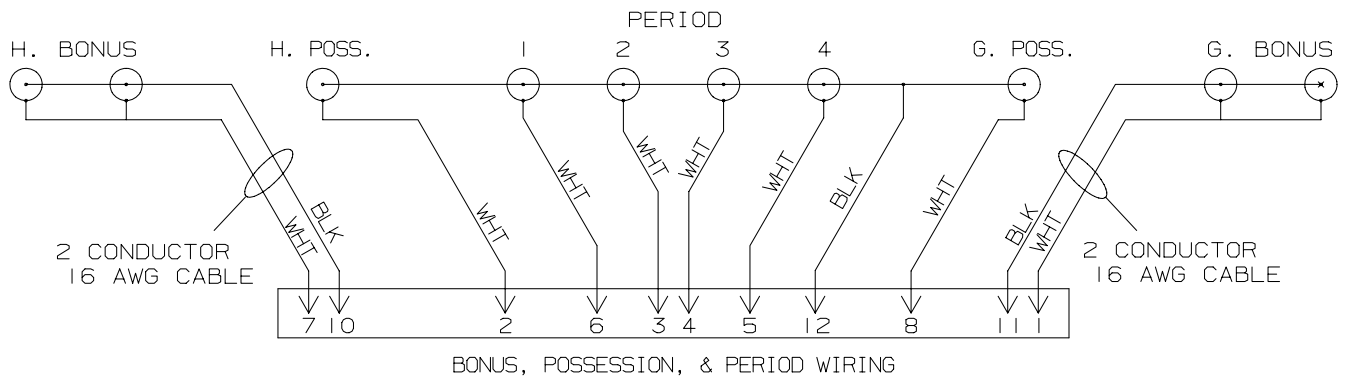 PERIOD
H. BONUS H. POSS. 1 2 3 4 G. POSS. G. BONUS
WHT WHT WHT WHT WHT BLK WHT BLK WHT
WHT BLK
2 CONDUCTOR
16 AWG CABLE
2 CONDUCTOR
16 AWG CABLE
7 10 2 6 3 4 5 12 8 11 1
BONUS, POSSESSION, & PERIOD WIRING